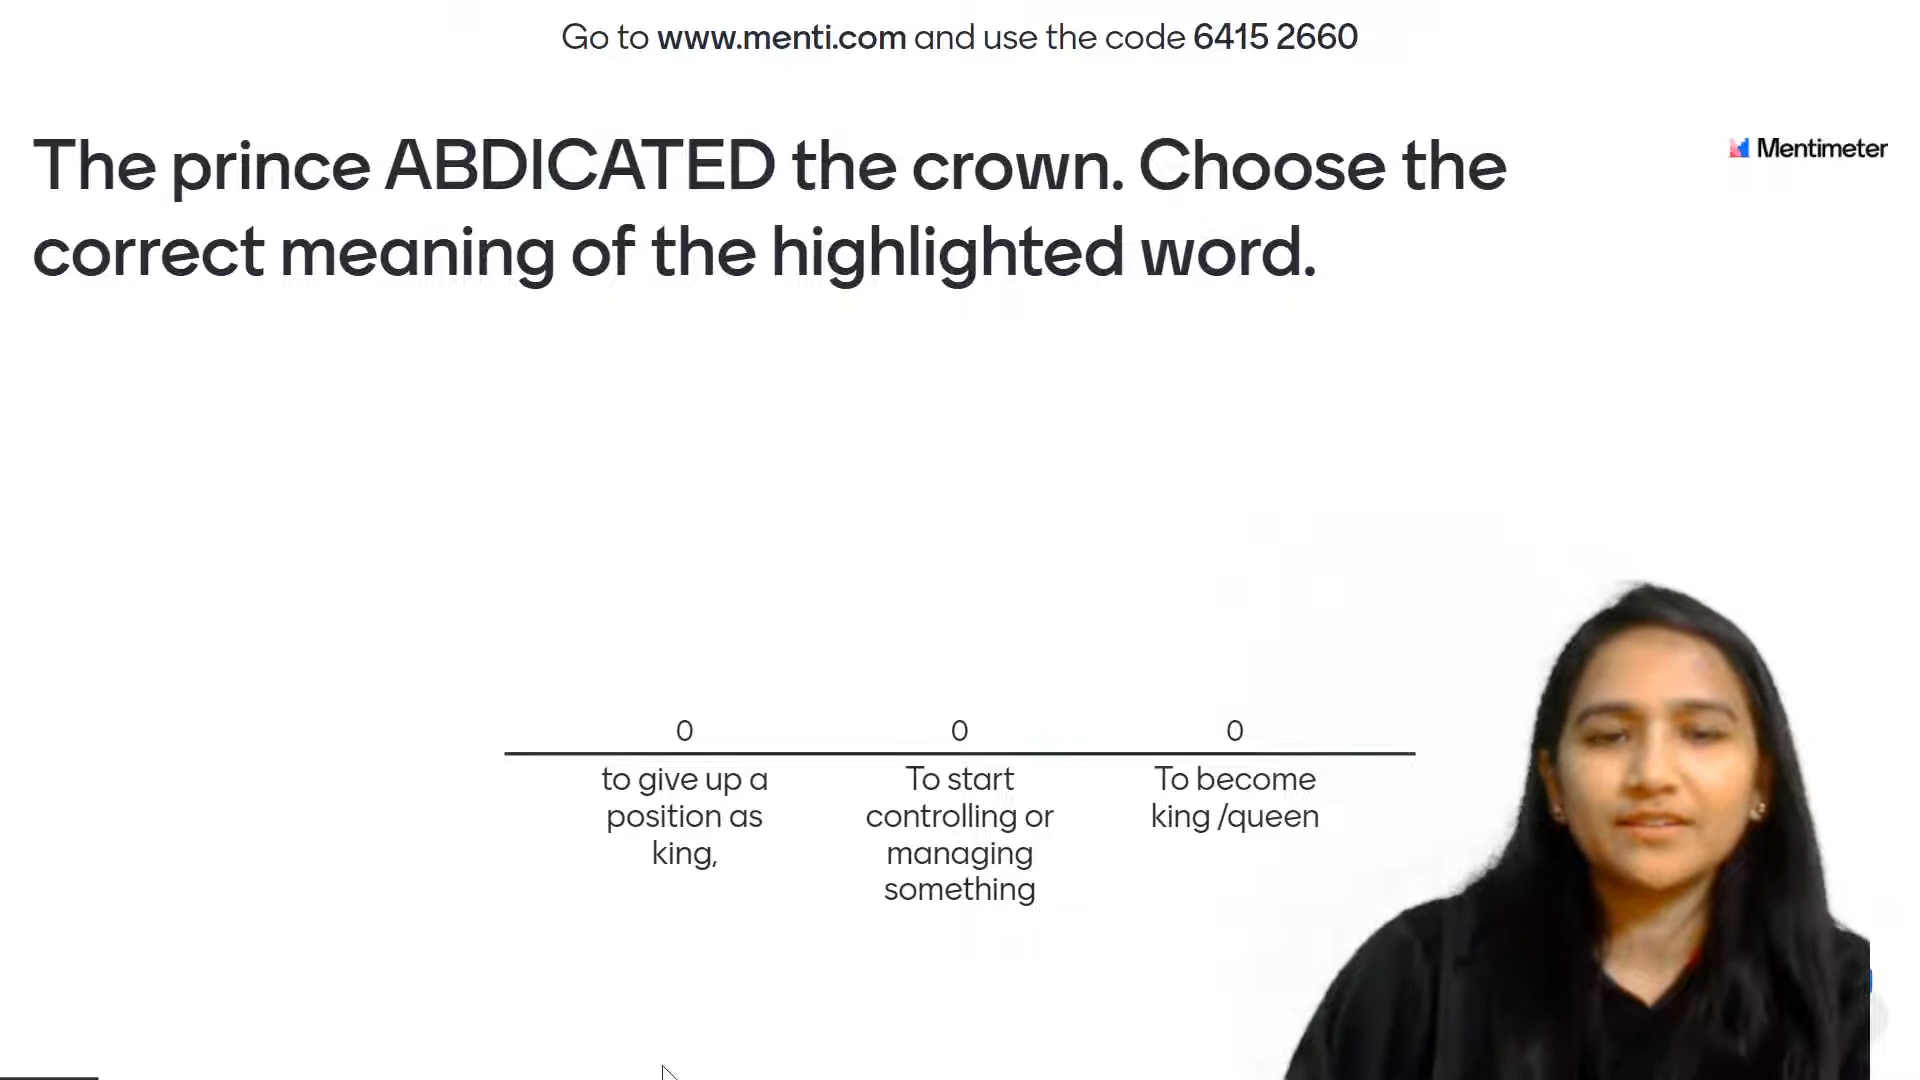 Go to www.menti.com and use the code 6415 2660
The prince ABDICATED the crown. Choose the
correct meaning of the highlighted word.
Mentimeter
0
to give up a
position as
king,
0
To start
controlling or
managing
something
0
To become
king /queen